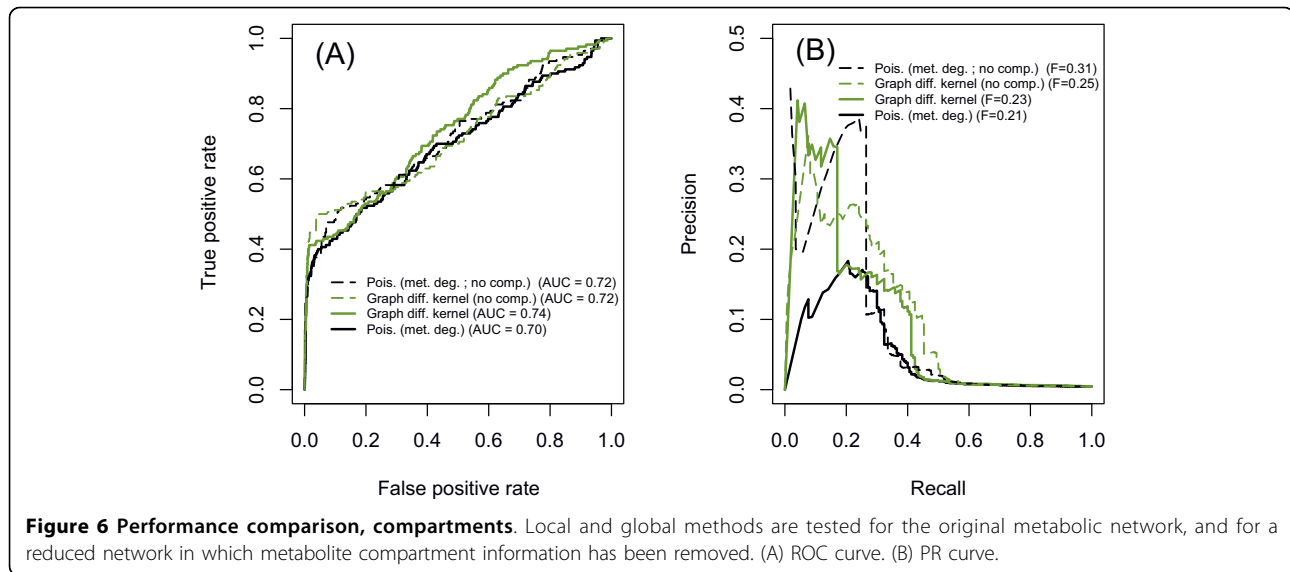 (A)
True positive rate
1.0
0.8
0.6
0.4
0.2
0.0
Pois. (met. deg. ; no comp.) (AUC = 0.72)
Graph diff. kernel (no comp.) (AUC = 0.72)
Graph diff. kernel (AUC = 0.74)
Pois. (met. deg.) (AUC = 0.70)
0.0 0.2 0.4 0.6 0.8 1.0
False positive rate
(B)
Precision
0.5
0.4
0.3
0.2
0.1
0.0
Pois. (met. deg. ; no comp.) (F=0.31)
Graph diff. kernel (no comp.) (F=0.25)
Graph diff. kernel (F=0.23)
Pois. (met. deg.) (F=0.21)
0.0 0.2 0.4 0.6 0.8 1.0
Recall
Figure 6 Performance comparison, compartments. Local and global methods are tested for the original metabolic network, and for a
reduced network in which metabolite compartment information has been removed. (A) ROC curve. (B) PR curve.